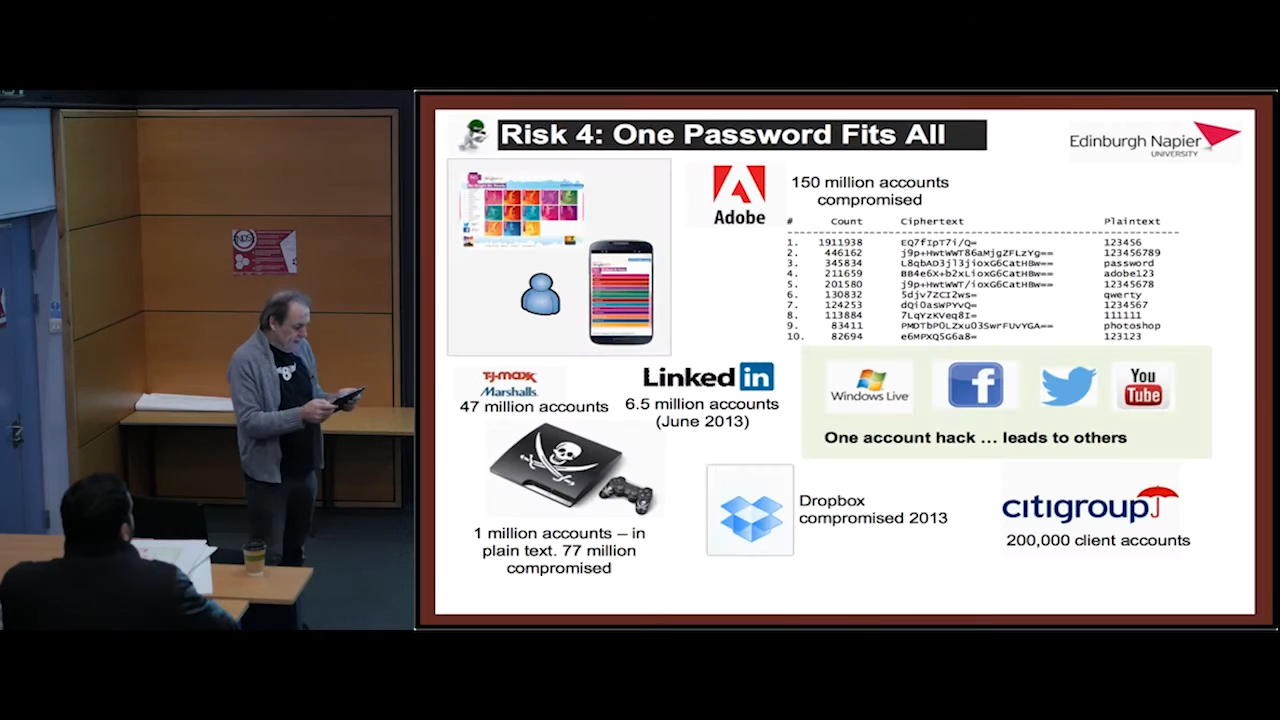 Risk 4: One Password Fits All
Edinburgh Napier
UNIVERSITY
Adobe
150 million accounts
compromised
# Count Ciphertext Plaintext
1. 1911938 EQ7fIpT7i/Q= 123456
2. 446162 j9p+HwtWWT86aMjgZFLzYg== 123456789
3. 345834 L8qbAD3jl3jioxG6CatHBw== password
4. 211659 BB4e6X+b2xLioxG6CatHBw== adobe123
5. 201580 j9p+HwtWWT/ioxG6CatHBw== 12345678
6. 130832 5djv7ZCI2ws= qwerty
7. 124253 dQi0asWPYvQ= 1234567
8. 113884 7LqYzKVeq8I= 111111
9. 83411 PMDTbP0LZxu03SwrFUvYGA== photoshop
10. 82694 e6MPXQ5G6a8= 123123
T.J.maxx
Marshalls.
47 million accounts
Linked in
6.5 million accounts
(June 2013)
Windows Live
f
You
Tube
One account hack ... leads to others
1 million accounts – in
plain text. 77 million
compromised
Dropbox
compromised 2013
citigroup
200,000 client accounts